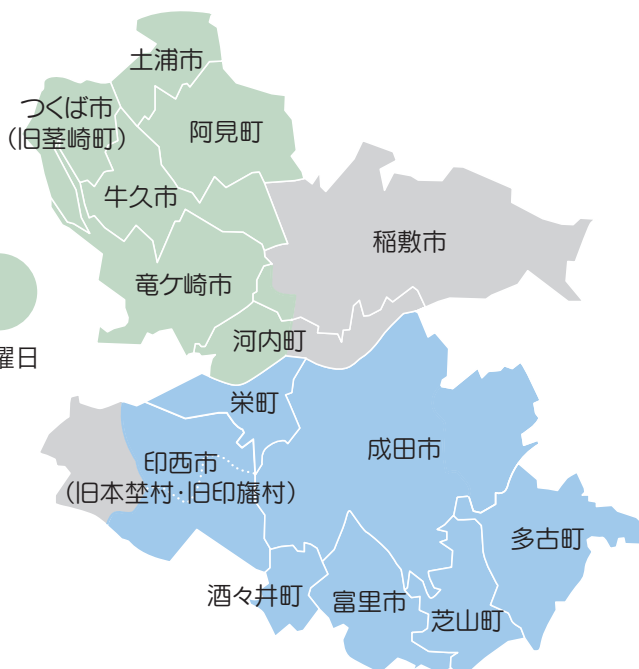 土浦市
つくば市
(旧茎崎町)
阿見町
牛久市
稲敷市
竜ケ崎市
河内町
曜日
栄町
成田市
印西市
(旧本埜村・旧印旛村)
多古町
酒々井町
富里市
芝山町